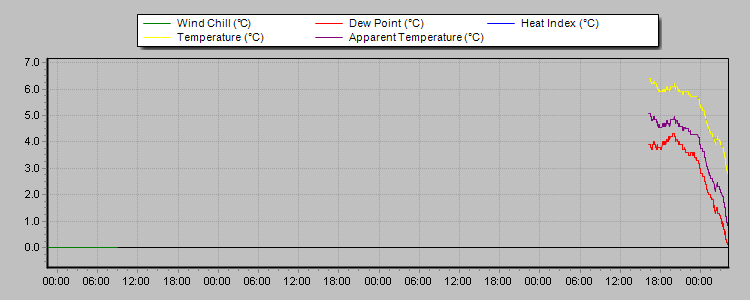 Wind Chill (°C) Dew Point (°C) Heat Index (°C)
Temperature (°C) Apparent Temperature (°C)
7.0
6.0
5.0
4.0
3.0
2.0
1.0
0.0
00:00 06:00 12:00 18:00 00:00 06:00 12:00 18:00 00:00 06:00 12:00 18:00 00:00 06:00 12:00 18:00 00:00